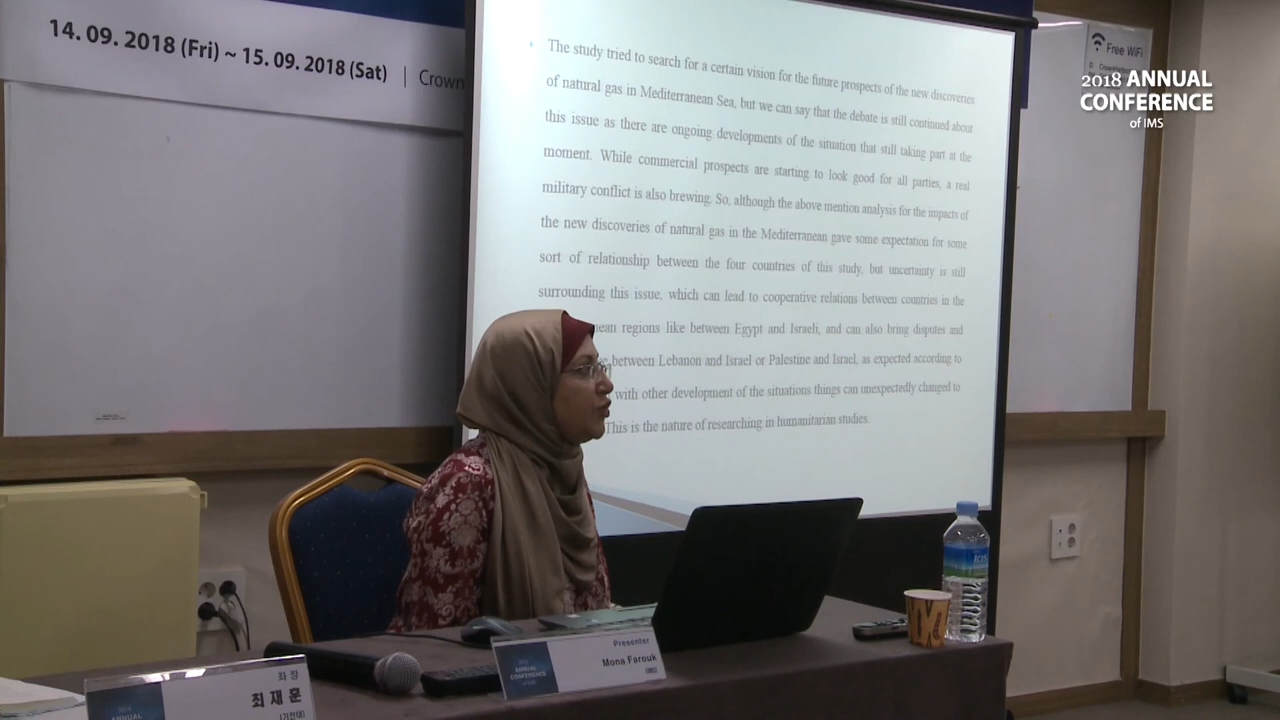 14. 09. 2018 (Fri) ~ 15. 09. 2018 (Sat) | Crown
Free WiFi
2018 ANNUAL
CONFERENCE
of IMS
The study tried to search for a certain vision for the future prospects of the new discoveries
of natural gas in Mediterranean Sea, but we can say that the debate is still continued about
this issue as there are ongoing developments of the situation that still taking part at the
moment. While commercial prospects are starting to look good for all parties, a real
military conflict is also brewing. So, although the above mention analysis for the impacts of
the new discoveries of natural gas in the Mediterranean gave some expectation for some
sort of relationship between the four countries of this study, but uncertainty is still
surrounding this issue, which can lead to cooperative relations between countries in the
nean regions like between Egypt and Israeli, and can also bring disputes and
between Lebanon and Israel or Palestine and Israel, as expected according to
with other development of the situations things can unexpectedly changed to
This is the nature of researching in humanitarian studies.
Presenter
Mona Farouk
ANNUAL
CONFERENCE
좌 장
최 재 훈
ANNUAL